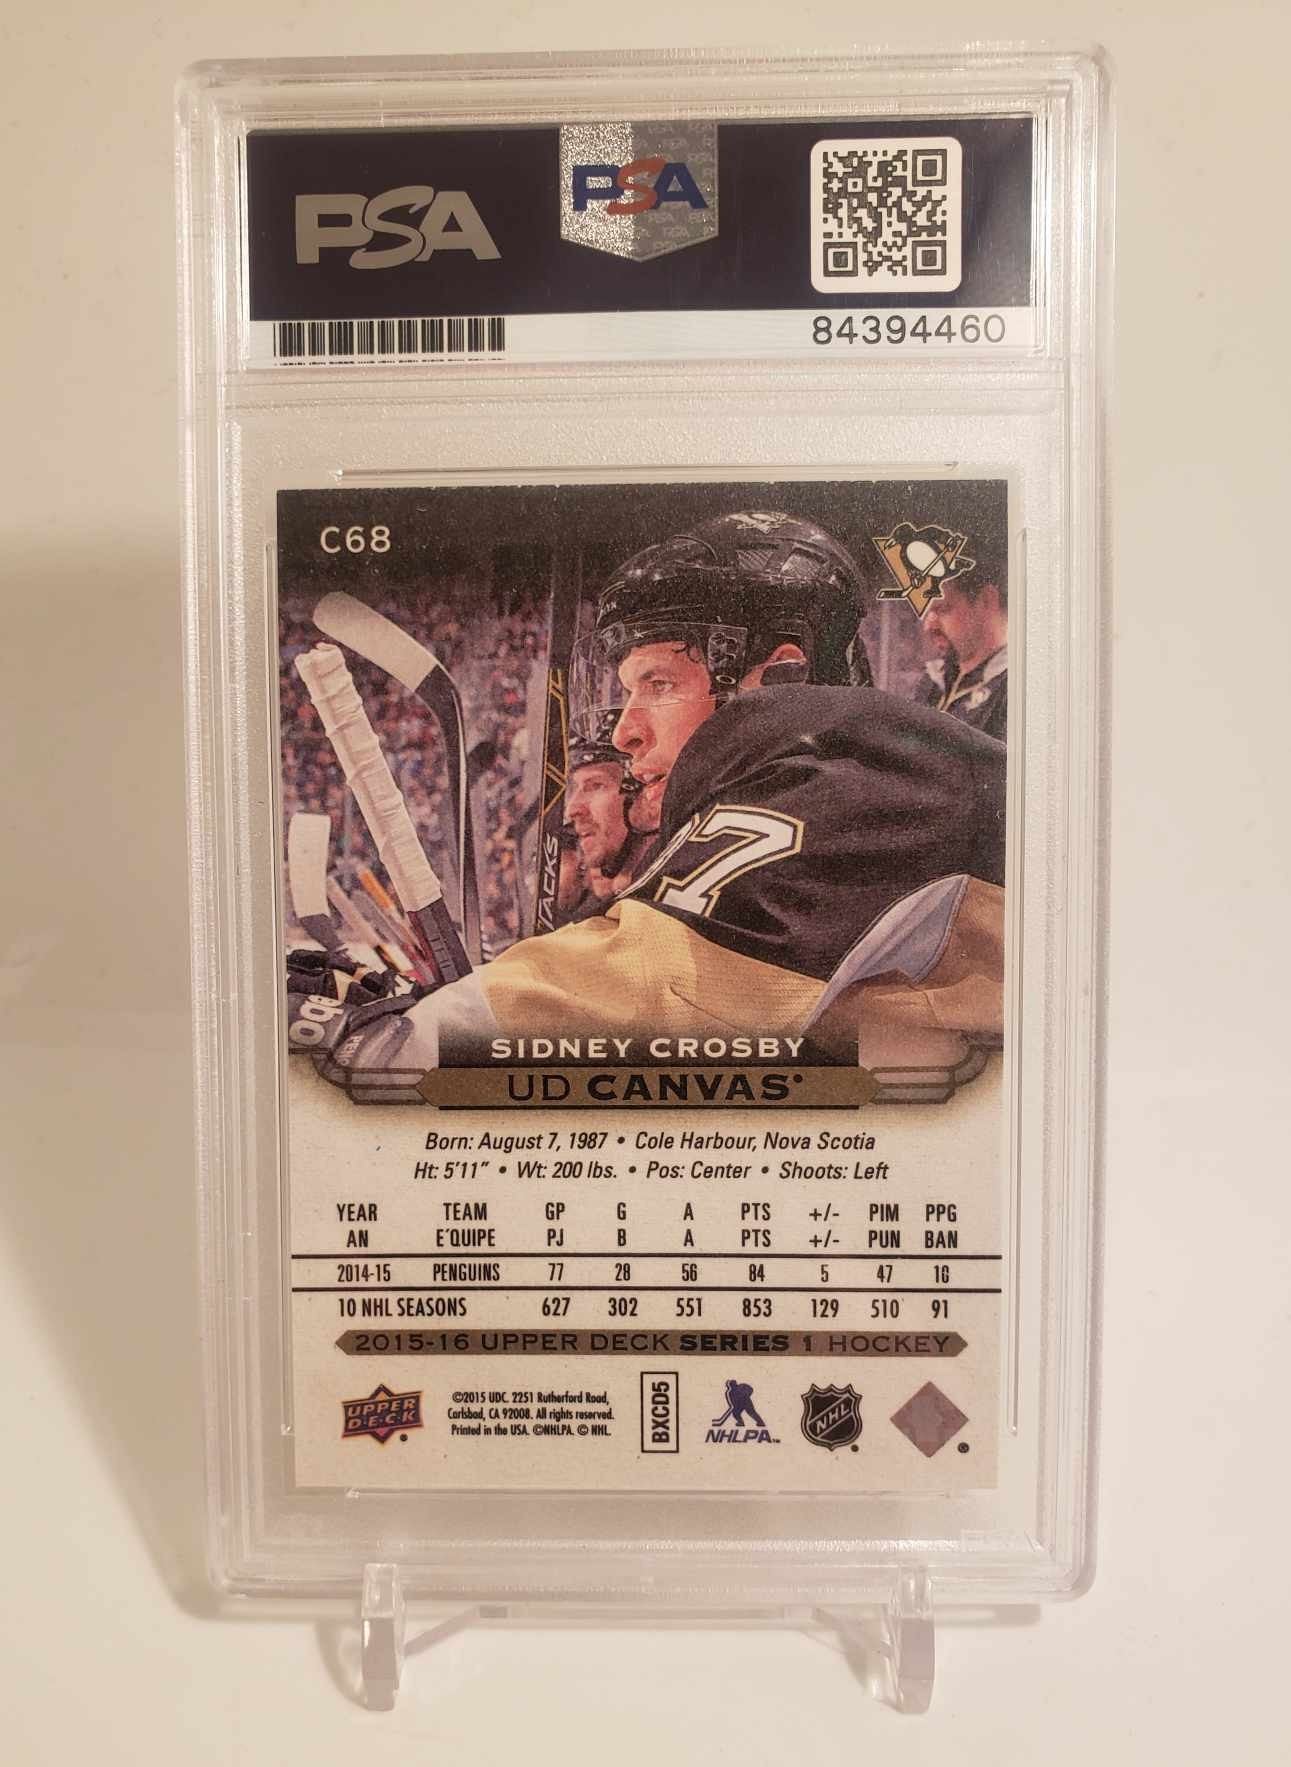 PSA
PSA
84394460
C68
TACKS
87
SIDNEY CROSBY
UD CANVAS
Born: August 7, 1987 • Cole Harbour, Nova Scotia
Ht: 5'11" • Wt: 200 lbs. • Pos: Center • Shoots: Left
YEAR TEAM GP G A PTS +/- PIM PPG
AN E'QUIPE PJ B A PTS +/- PUN BAN
2014-15 PENGUINS 77 28 56 84 5 47 10
10 NHL SEASONS 627 302 551 853 129 510 91
2015-16 UPPER DECK SERIES 1 HOCKEY
UPPER
D•E•C•K
©2015 UDC. 2251 Rutherford Road,
Carlsbad, CA 92008. All rights reserved.
Printed in the USA. ©NHLPA. © NHL.
BXCD5
NHLPA™
NHL